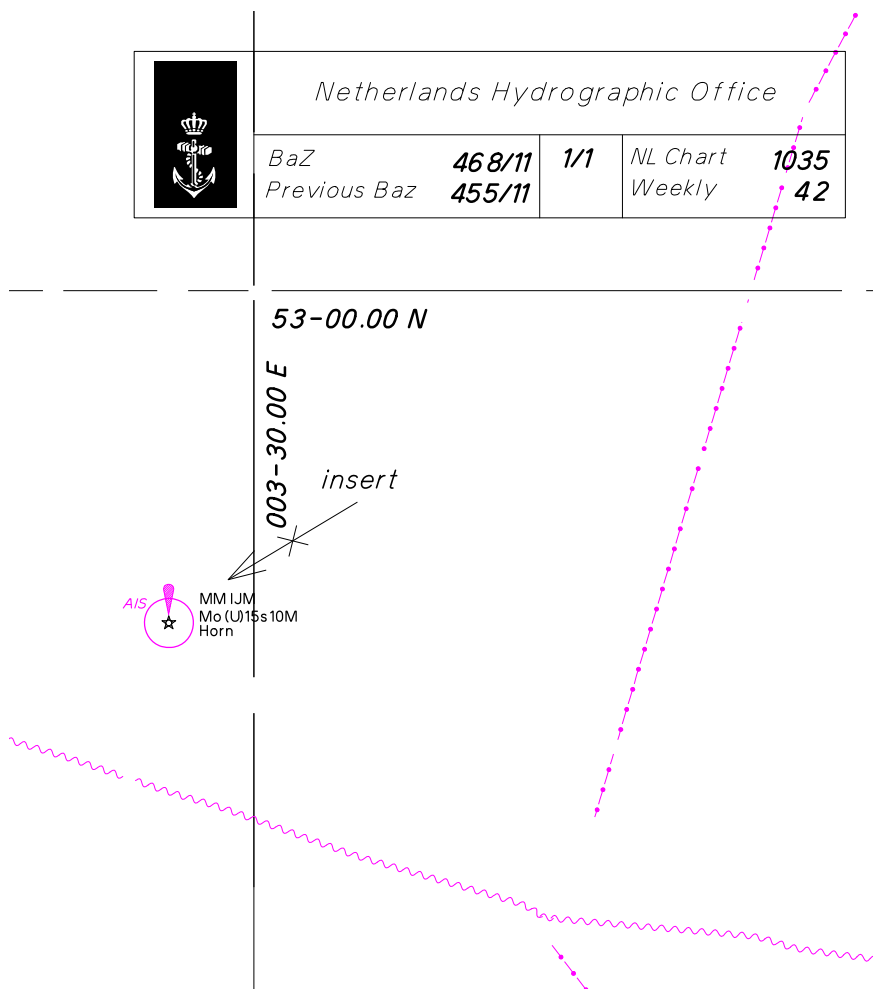 Netherlands Hydrographic Office
BaZ 468/11 1/1 NL Chart 1035
Previous Baz 455/11 Weekly 42
53-00.00 N
003-30.00 E
insert
AIS
MM IJM
Mo(U)15s10M
Horn